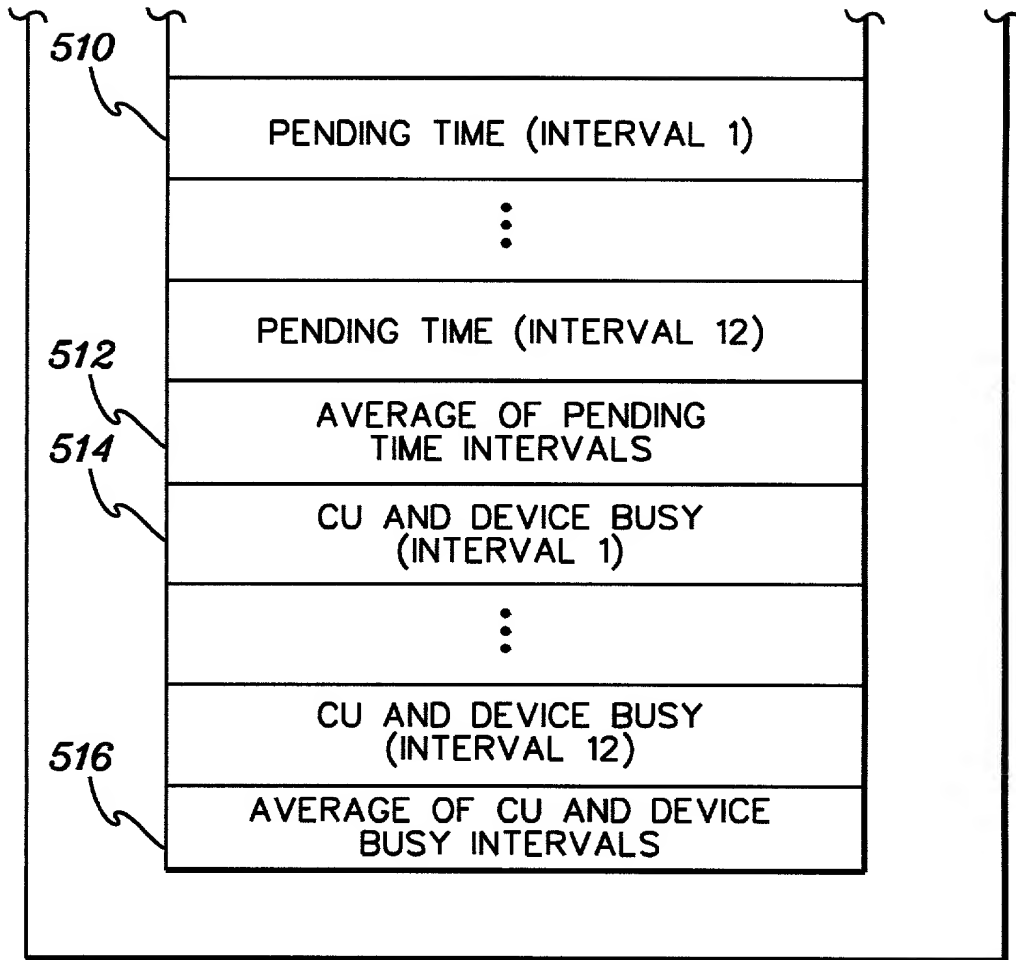 510
PENDING TIME (INTERVAL 1)
PENDING TIME (INTERVAL 12)
512
AVERAGE OF PENDING
TIME INTERVALS
514
CU AND DEVICE BUSY
(INTERVAL 1)
CU AND DEVICE BUSY
(INTERVAL 12)
516
AVERAGE OF CU AND DEVICE
BUSY INTERVALS